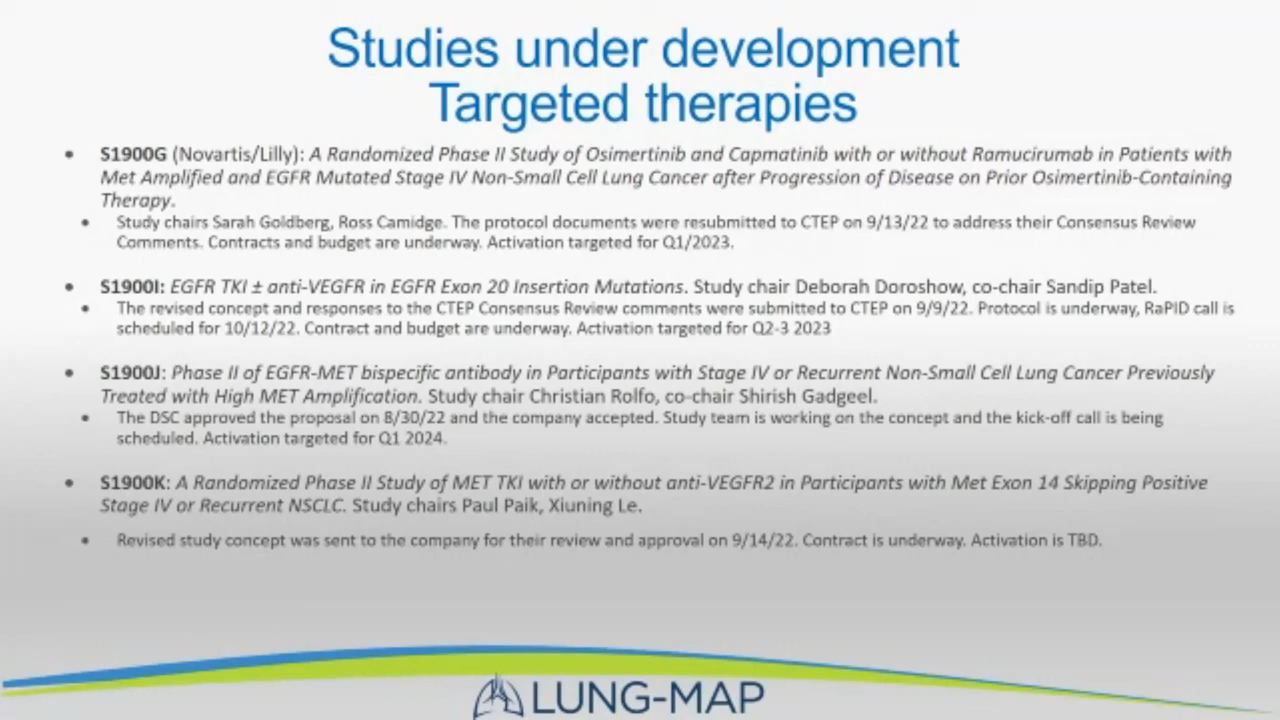 Studies under development
Targeted therapies
• S1900G (Novartis/Lilly): A Randomized Phase II Study of Osimertinib and Capmatinib with or without Ramucirumab in Patients with
Met Amplified and EGFR Mutated Stage IV Non-Small Cell Lung Cancer after Progression of Disease on Prior Osimertinib-Containing
Therapy.
• Study chairs Sarah Goldberg, Ross Camidge. The protocol documents were resubmitted to CTEP on 9/13/22 to address their Consensus Review
Comments. Contracts and budget are underway. Activation targeted for Q1/2023.
• S1900I: EGFR TKI ± anti-VEGFR in EGFR Exon 20 Insertion Mutations. Study chair Deborah Doroshow, co-chair Sandip Patel.
• The revised concept and responses to the CTEP Consensus Review comments were submitted to CTEP on 9/9/22. Protocol is underway, RaPID call is
scheduled for 10/12/22. Contract and budget are underway. Activation targeted for Q2-3 2023
• S1900J: Phase II of EGFR-MET bispecific antibody in Participants with Stage IV or Recurrent Non-Small Cell Lung Cancer Previously
Treated with High MET Amplification. Study chair Christian Rolfo, co-chair Shirish Gadgeel.
• The DSC approved the proposal on 8/30/22 and the company accepted. Study team is working on the concept and the kick-off call is being
scheduled. Activation targeted for Q1 2024.
• S1900K: A Randomized Phase II Study of MET TKI with or without anti-VEGFR2 in Participants with Met Exon 14 Skipping Positive
Stage IV or Recurrent NSCLC. Study chairs Paul Paik, Xiuning Le.
• Revised study concept was sent to the company for their review and approval on 9/14/22. Contract is underway. Activation is TBD.
LUNG-MAP